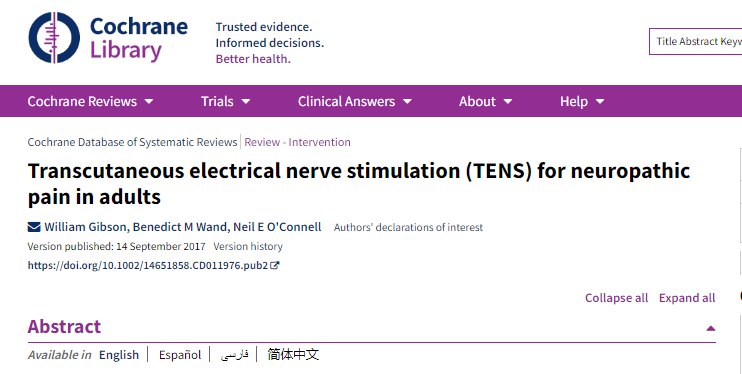 Cochrane
Library
Trusted evidence.
Informed decisions.
Better health.
Title Abstract Keyw
Cochrane Reviews
Trials
Clinical Answers
About
Help
Cochrane Database of Systematic Reviews
Review - Intervention
Transcutaneous electrical nerve stimulation (TENS) for neuropathic
pain in adults
William Gibson, Benedict M Wand, Neil E O'Connell
Authors' declarations of interest
Version published: 14 September 2017
Version history
https://doi.org/10.1002/14651858.CD011976.pub2
Collapse all
Expand all
Abstract
Available in English | Español | فارسی | 简体中文